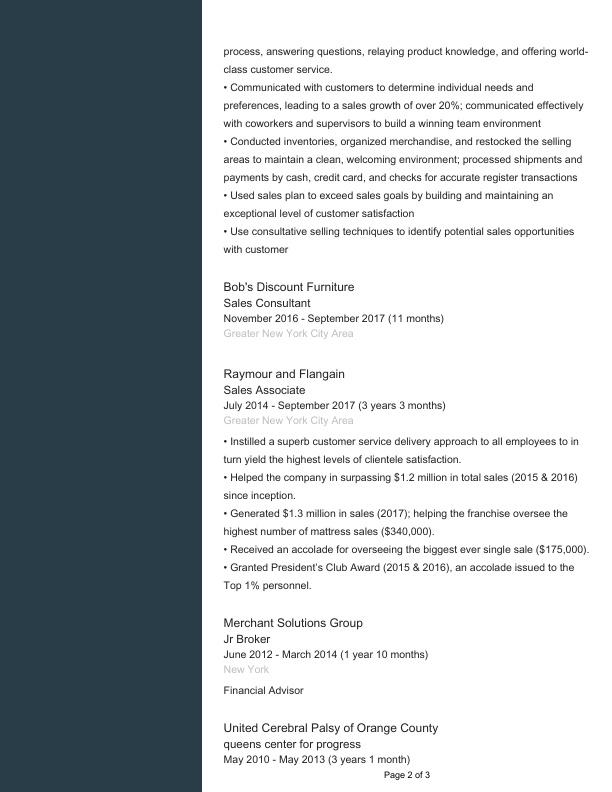 process, answering questions, relaying product knowledge, and offering world-
class customer service.
• Communicated with customers to determine individual needs and
preferences, leading to a sales growth of over 20%; communicated effectively
with coworkers and supervisors to build a winning team environment
• Conducted inventories, organized merchandise, and restocked the selling
areas to maintain a clean, welcoming environment; processed shipments and
payments by cash, credit card, and checks for accurate register transactions
• Used sales plan to exceed sales goals by building and maintaining an
exceptional level of customer satisfaction
• Use consultative selling techniques to identify potential sales opportunities
with customer
Bob's Discount Furniture
Sales Consultant
November 2016 - September 2017 (11 months)
Greater New York City Area
Raymour and Flangain
Sales Associate
July 2014 - September 2017 (3 years 3 months)
Greater New York City Area
• Instilled a superb customer service delivery approach to all employees to in
turn yield the highest levels of clientele satisfaction.
• Helped the company in surpassing $1.2 million in total sales (2015 & 2016)
since inception.
• Generated $1.3 million in sales (2017); helping the franchise oversee the
highest number of mattress sales ($340,000).
• Received an accolade for overseeing the biggest ever single sale ($175,000).
• Granted President’s Club Award (2015 & 2016), an accolade issued to the
Top 1% personnel.
Merchant Solutions Group
Jr Broker
June 2012 - March 2014 (1 year 10 months)
New York
Financial Advisor
United Cerebral Palsy of Orange County
queens center for progress
May 2010 - May 2013 (3 years 1 month)
Page 2 of 3